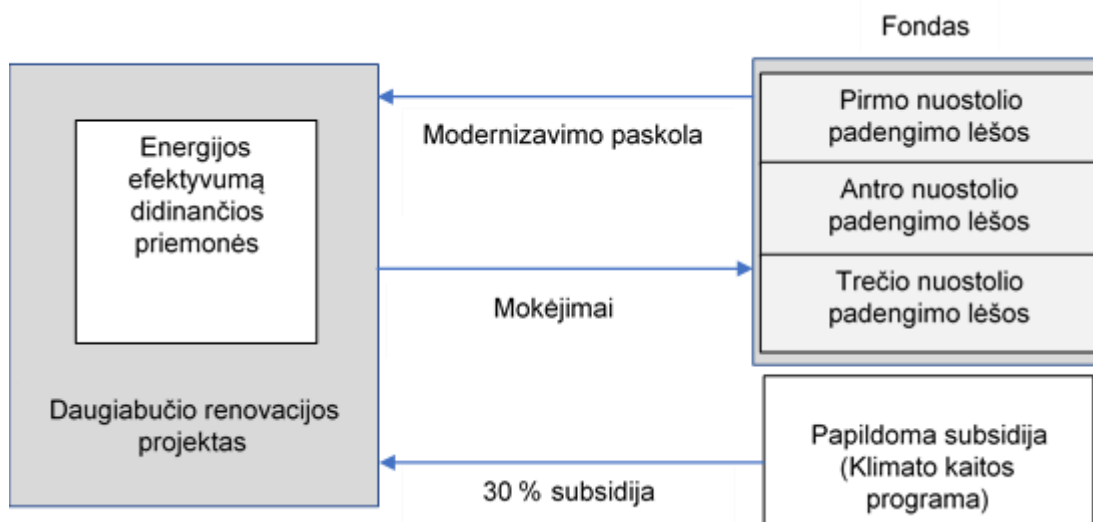 Fondas
Energijos
efektyvumą
didinančios
priemonės
Daugiabučio renovacijos
projektas
Modernizavimo paskola
Mokėjimai
30 % subsidija
Pirmo nuostolio
padengimo lėšos
Antro nuostolio
padengimo lėšos
Trečio nuostolio
padengimo lėšos
Papildoma subsidija
(Klimato kaitos
programa)